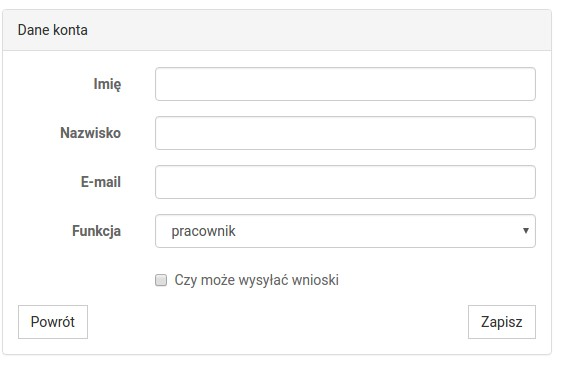 Dane konta
Imię
Nazwisko
E-mail
Funkcja pracownik
Czy może wysyłać wnioski
Powrót Zapisz